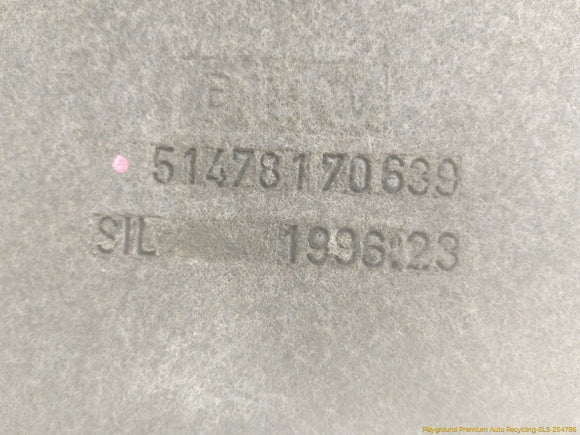 51478170639
SIL 1996.23
Playground Premium Auto Recycling-SLS-254786